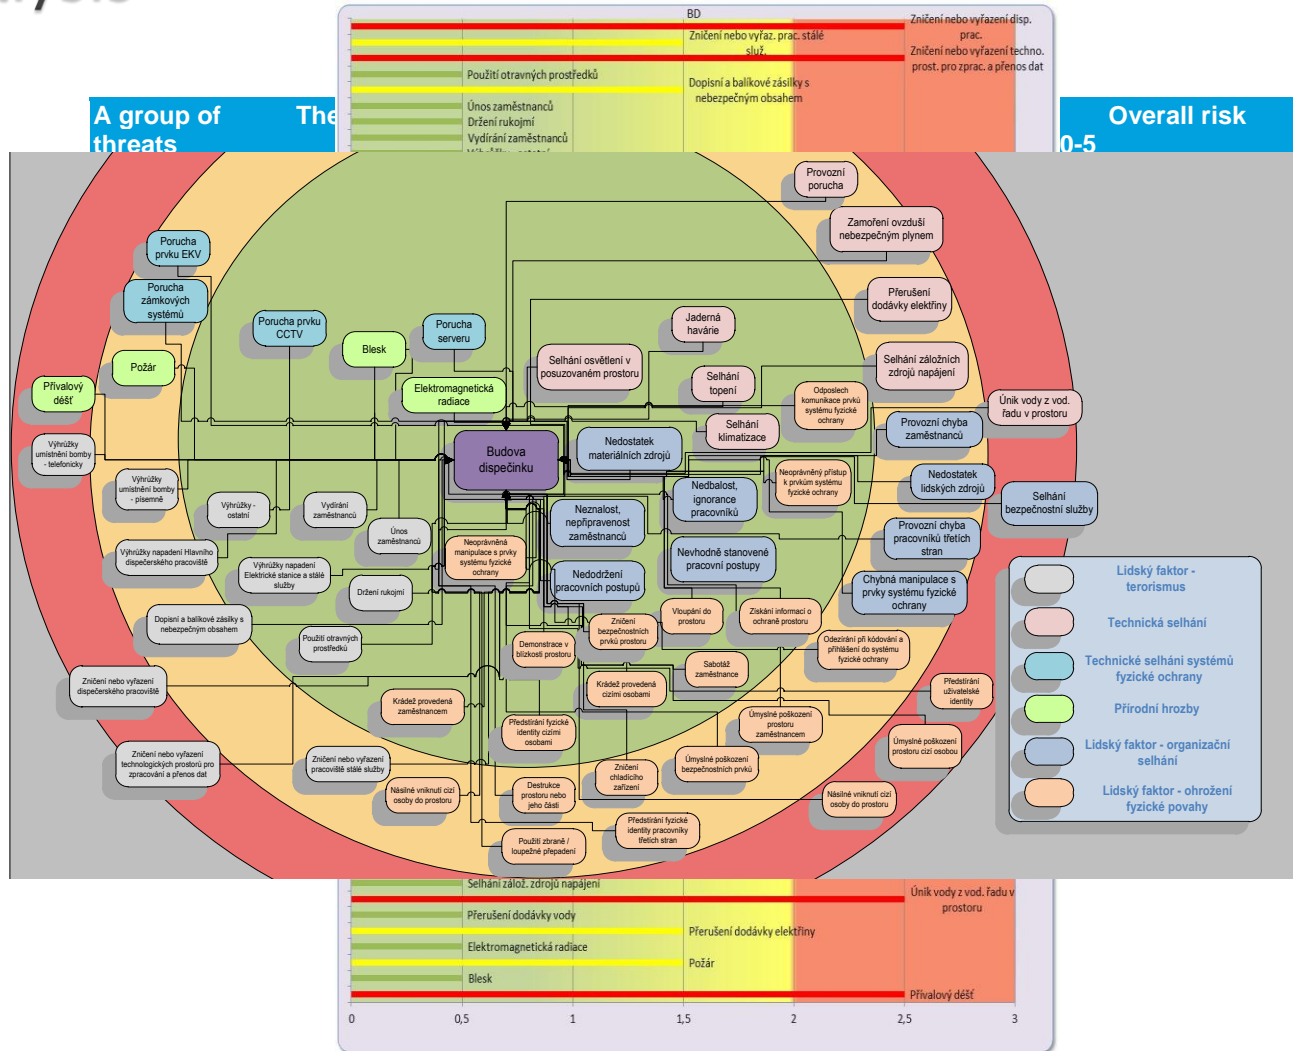 BD
Zničení nebo vyřazení disp.
prac.
Zničení nebo vyřaz. prac. stálé
služ.
Zničení nebo vyřazení techno.
prost. pro zprac. a přenos dat
Použití otravných prostředků
Dopisní a balíkové zásilky s
nebezpečným obsahem
Únos zaměstnanců
Držení rukojmí
Vydírání zaměstnanců
A group of
threats
The
Overall risk
0-5
Provozní
porucha
Zamoření ovzduší
nebezpečným plynem
Porucha
prvku EKV
Porucha
zámkových
systémů
Přerušení
dodávky elektřiny
Porucha prvku
CCTV
Porucha
serveru
Jaderná
havárie
Blesk
Požár
Selhání osvětlení v
posuzovaném prostoru
Selhání záložních
zdrojů napájení
Přívalový
déšť
Elektromagnetická
radiace
Selhání
topení
Odposlech
komunikace prvků
systému fyzické
ochrany
Únik vody z vod.
řadu v prostoru
Selhání
klimatizace
Provozní chyba
zaměstnanců
Výhrůžky
umístnění bomby
- telefonicky
Budova
dispečinku
Nedostatek
materiálních zdrojů
Neoprávněný přístup
k prvkům systému
fyzické ochrany
Nedostatek
lidských zdrojů
Výhrůžky
umístnění bomby
- písemně
Nedbalost,
ignorance
pracovníků
Selhání
bezpečnostní služby
Výhrůžky -
ostatní
Vydírání
zaměstnanců
Neznalost,
nepřipravenost
zaměstnanců
Únos
zaměstnanců
Provozní chyba
pracovníků třetích
stran
Výhrůžky napadení Hlavního
dispečerského pracoviště
Neoprávněná
manipulace s prvky
systému fyzické
ochrany
Nevhodně stanovené
pracovní postupy
Výhrůžky napadení
Elektrické stanice a stálé
služby
Nedodržení
pracovních postupů
Chybná manipulace s
prvky systému fyzické
ochrany
Držení rukojmí
Dopisní a balíkové zásilky s
nebezpečným obsahem
Zničení
bezpečnostních
prvků prostoru
Vloupání do
prostoru
Získání informací o
ochraně prostoru
Použití otravných
prostředků
Demonstrace v
blízkosti prostoru
Odezírání při kódování a
přihlášení do systému
fyzické ochrany
Sabotáž
zaměstnance
Zničení nebo vyřazení
dispečerského pracoviště
Krádež provedená
cizími osobami
Předstírání
uživatelské
identity
Krádež provedená
zaměstnancem
Předstírání fyzické
identity cizími
osobami
Úmyslné poškození
prostoru
zaměstnancem
Úmyslné poškození
prostoru cizí osobou
Zničení nebo vyřazení
technologických prostorů pro
zpracování a přenos dat
Zničení nebo vyřazení
pracoviště stálé služby
Úmyslné poškození
bezpečnostních prvků
Zničení
chladícího
zařízení
Násilné vniknutí cizí
osoby do prostoru
Destrukce
prostoru nebo
jeho části
Násilné vniknutí cizí
osoby do prostoru
Předstírání fyzické
identity pracovníky
třetích stran
Použití zbraně /
loupežné přepadení
Lidský faktor -
terorismus
Technická selhání
Technické selháni systémů
fyzické ochrany
Přírodní hrozby
Lidský faktor - organizační
selhání
Lidský faktor - ohrožení
fyzické povahy
Selhání zálož. zdrojů napájení
Únik vody z vod. řadu v
prostoru
Přerušení dodávky vody
Přerušení dodávky elektřiny
Elektromagnetická radiace
Požár
Blesk
Přívalový déšť
0 0,5 1 1,5 2 2,5 3